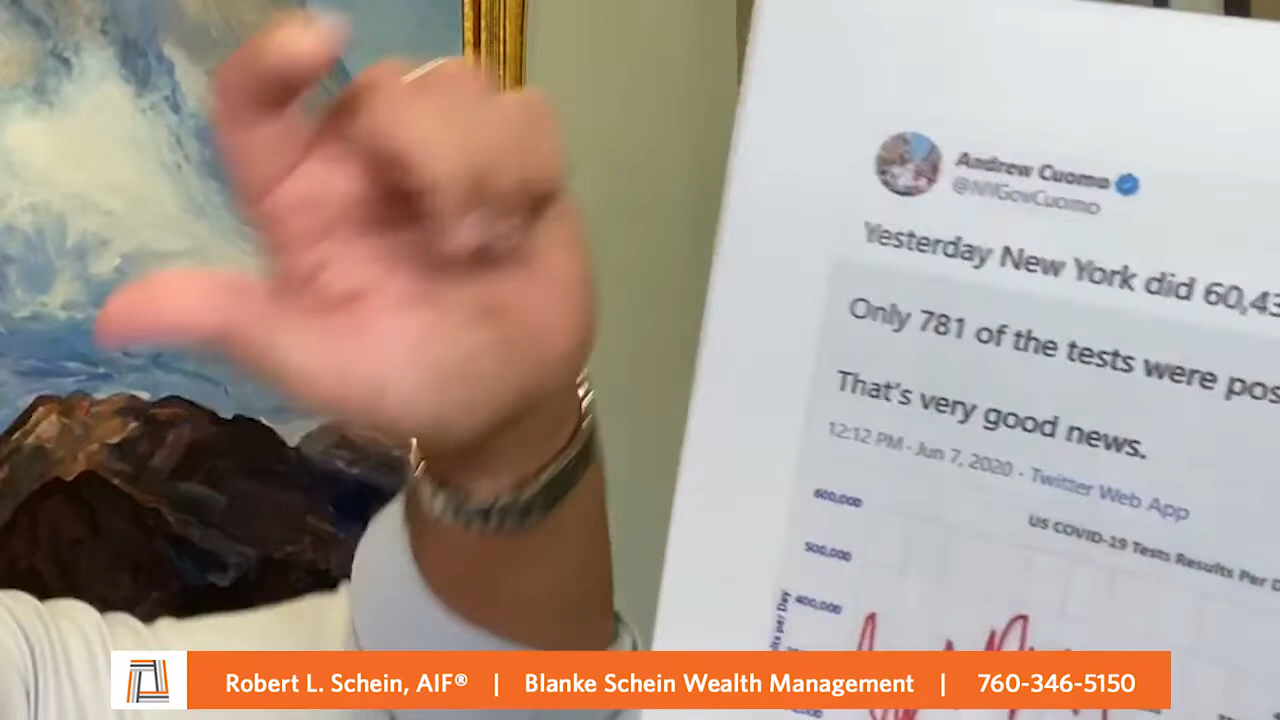 Andrew Cuomo
@NYGovCuomo
Yesterday New York did 60,43
Only 781 of the tests were pos
That's very good news.
12:12 PM · Jun 7, 2020 · Twitter Web App
US COVID-19 Tests Results Per D
600,000
500,000
400,000
per Day
Robert L. Schein, AIF® | Blanke Schein Wealth Management | 760-346-5150